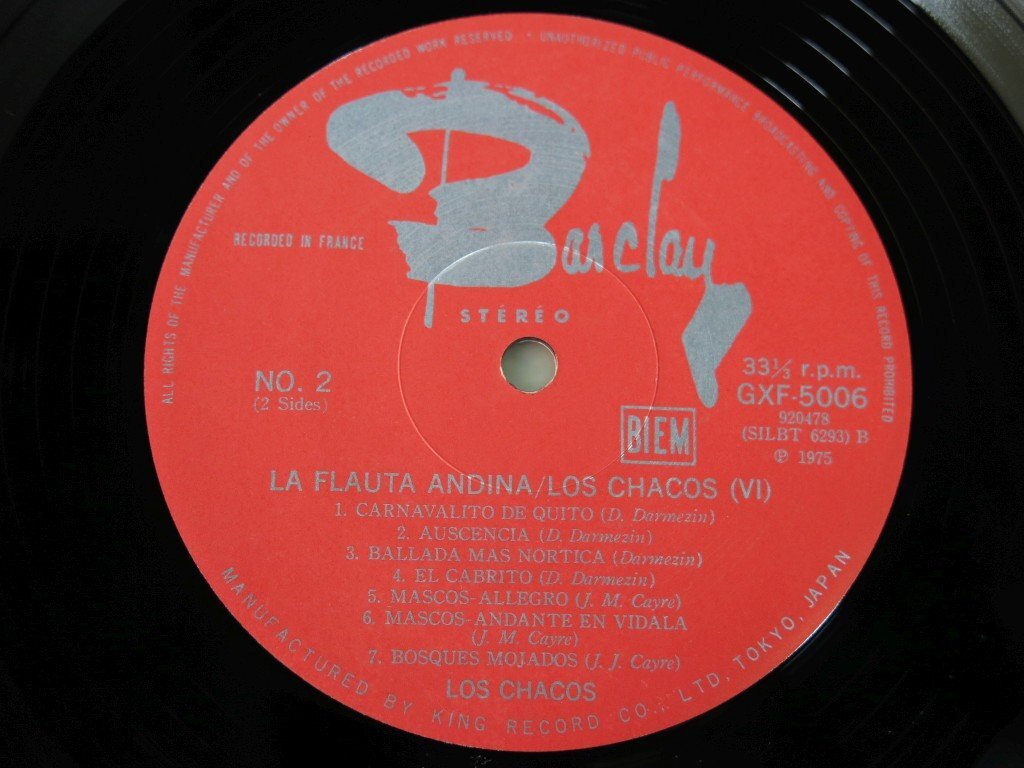 ALL RIGHTS OF THE MANUFACTURER AND OF THE OWNER OF THE RECORDED WORK RESERVED • UNAUTHORIZED PUBLIC PERFORMANCE BROADCASTING AND COPYING OF THIS RECORD PROHIBITED
Barclay
RECORDED IN FRANCE
STÉRÉO
NO. 2
(2 Sides)
33⅓ r.p.m.
GXF-5006
920478
(SILBT 6293) B
℗ 1975
BIEM
LA FLAUTA ANDINA/LOS CHACOS (VI)
1. CARNAVALITO DE QUITO (D. Darmezin)
2. AUSCENCIA (D. Darmezin)
3. BALLADA MAS NORTICA (Darmezin)
4. EL CABRITO (D. Darmezin)
5. MASCOS-ALLEGRO (J. M. Cayre)
6. MASCOS-ANDANTE EN VIDALA
(J. M. Cayre)
7. BOSQUES MOJADOS (J. J. Cayre)
LOS CHACOS
MANUFACTURED BY KING RECORD CO., LTD, TOKYO, JAPAN